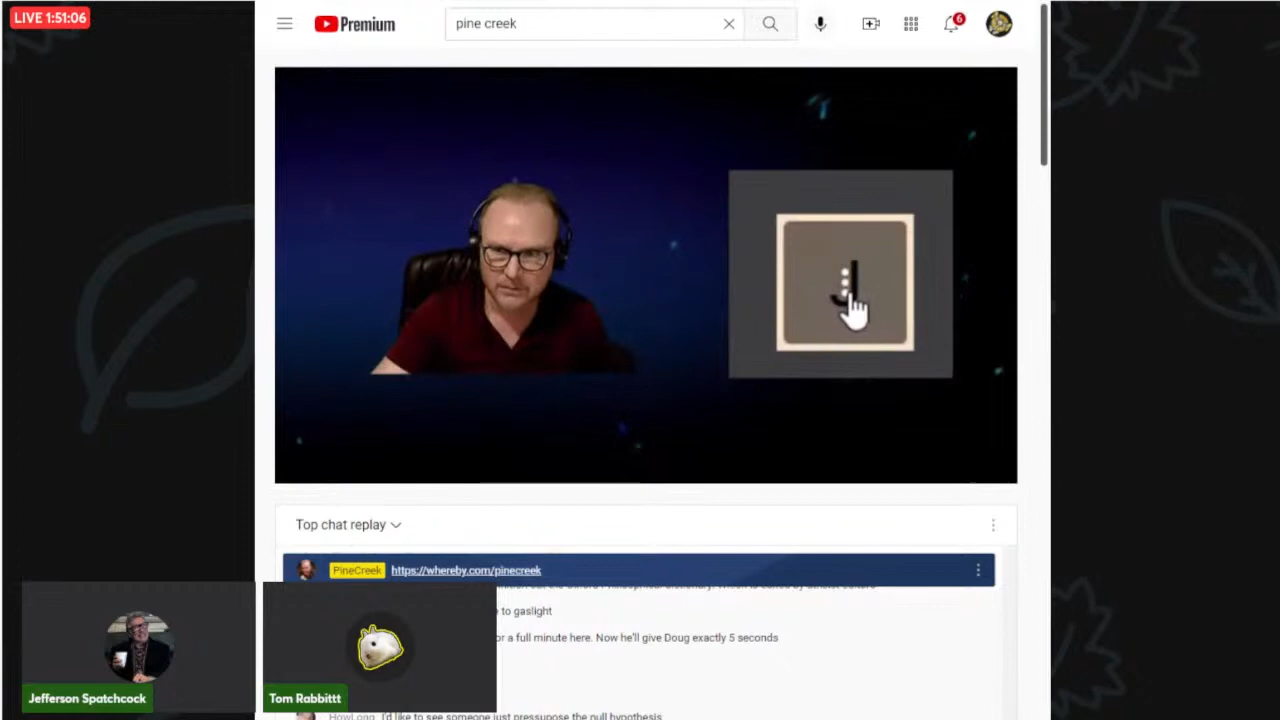 LIVE 1:51:06
Premium
pine creek
6
Top chat replay
PineCreek https://whereby.com/pinecreek
to gaslight
or a full minute here. Now he'll give Doug exactly 5 seconds
Jefferson Spatchcock
Tom Rabbittt
I'd like to see someone just presuppose the null hypothesis